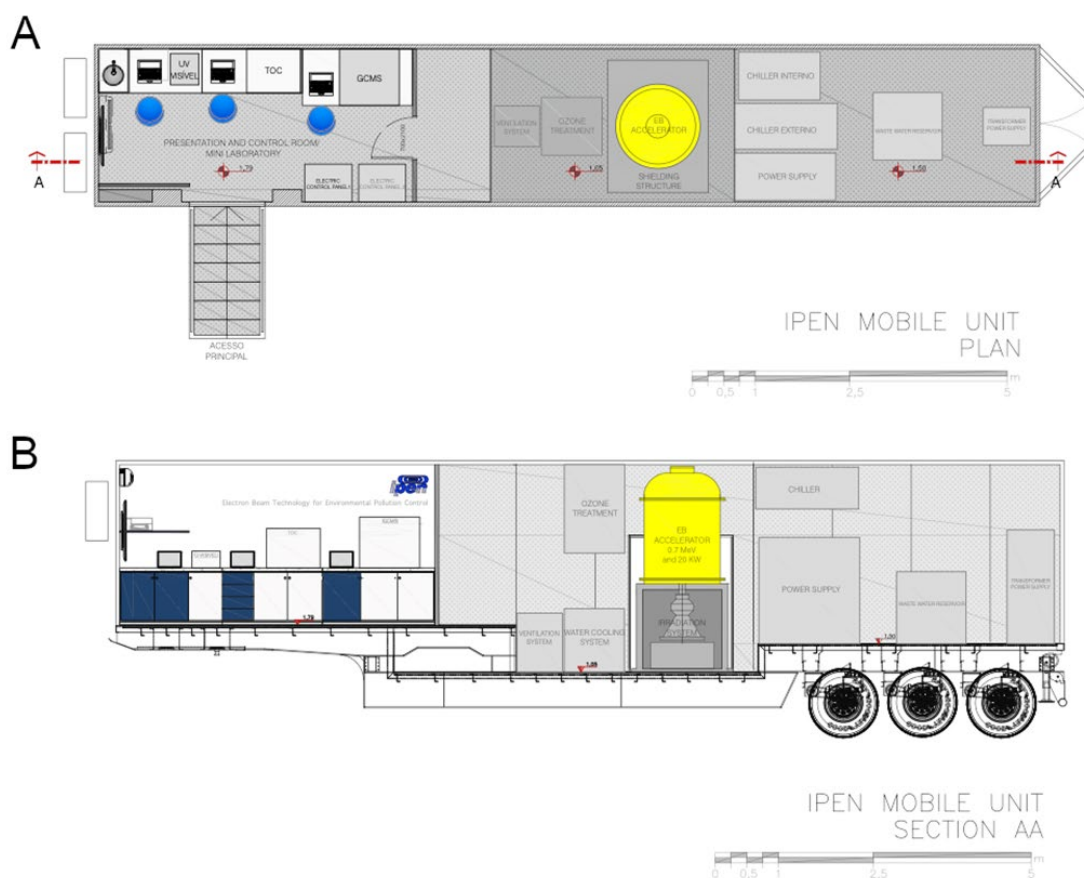 A
UV
VISÍVEL
TOC
GCMS
PRESENTATION AND CONTROL ROOM/
MINI LABORATORY
1,79
ELECTRIC
CONTROL PANEL
ELECTRIC
CONTROL PANEL
VENTILATION
SYSTEM
OZONE
TREATMENT
EB
ACCELERATOR
SHIELDING
STRUCTURE
1,05
CHILLER INTERNO
CHILLER EXTERNO
POWER SUPPLY
WASTE WATER RESERVOIR
1,50
TRANSFORMER
POWER SUPPLY
A
A
ACESSO
PRINCIPAL
IPEN MOBILE UNIT
PLAN
0 0,5 1 2,5 5 m
B
ipen
Electron Beam Technology for Environmental Pollution Control
TOC
GCMS
UV VISÍVEL
1,79
OZONE
TREATMENT
VENTILATION
SYSTEM
WATER COOLING
SYSTEM
1,05
EB
ACCELERATOR
0.7 MeV
and 20 KW
IRRADIATION
SYSTEM
CHILLER
POWER SUPPLY
WASTE WATER RESERVOIR
TRANSFORMER
POWER SUPPLY
1,50
IPEN MOBILE UNIT
SECTION AA
0 0,5 1 2,5 5 m